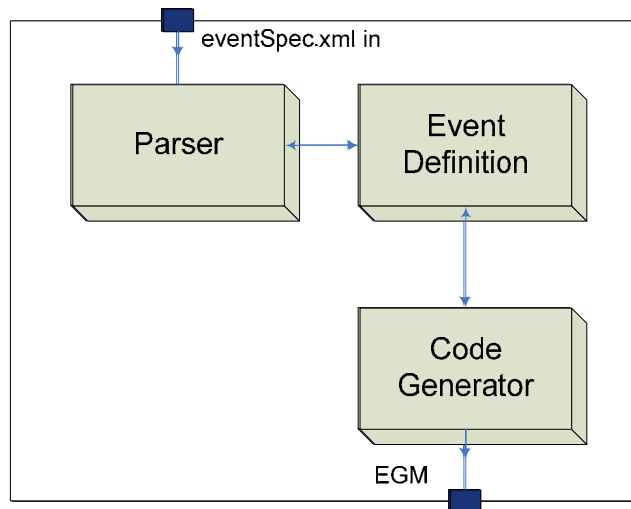 eventSpec.xml in
Parser
Event
Definition
Code
Generator
EGM